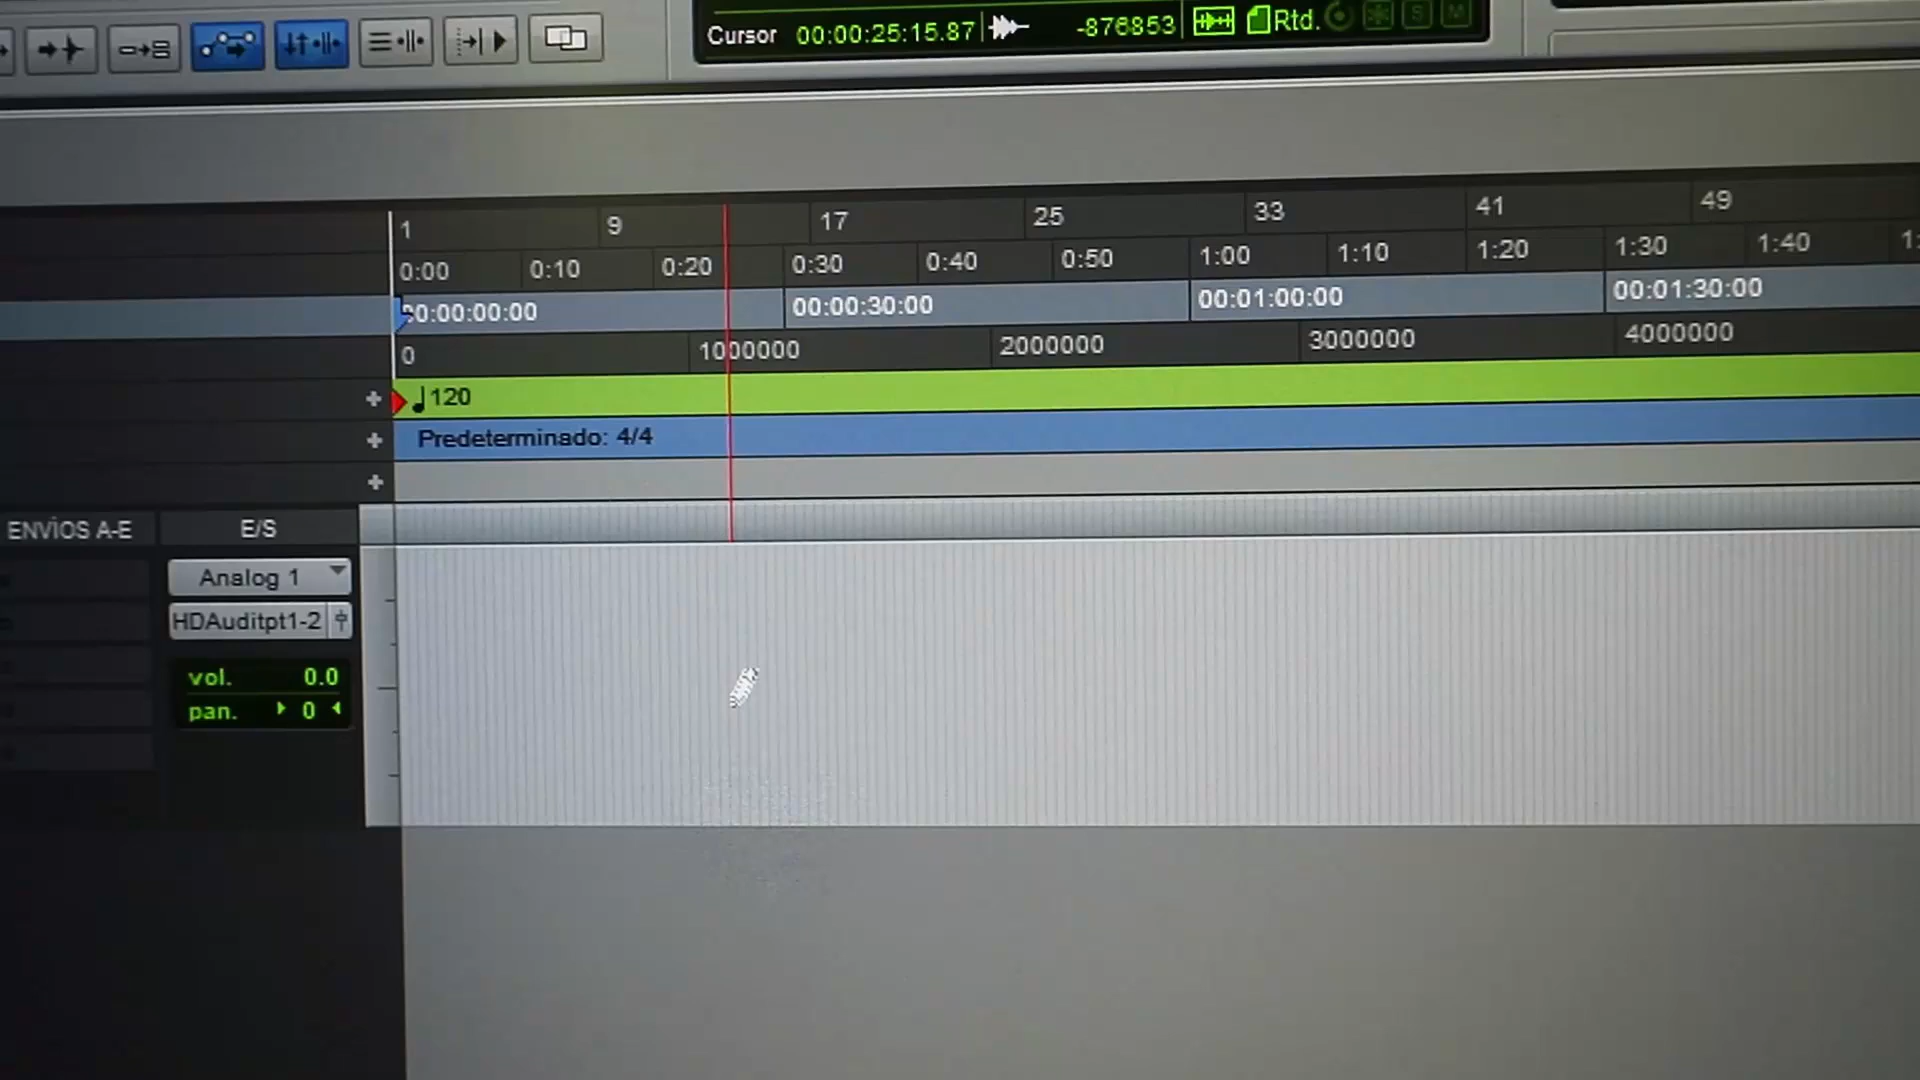 Cursor 00:00:25:15.87 -876853 Rtd. S M
1 9 17 25 33 41 49
0:00 0:10 0:20 0:30 0:40 0:50 1:00 1:10 1:20 1:30 1:40
00:00:00:00 00:00:30:00 00:01:00:00 00:01:30:00
0 1000000 2000000 3000000 4000000
120
Predeterminado: 4/4
ENVÍOS A-E E/S
Analog 1
HDAuditpt1-2
vol. 0.0
pan. 0